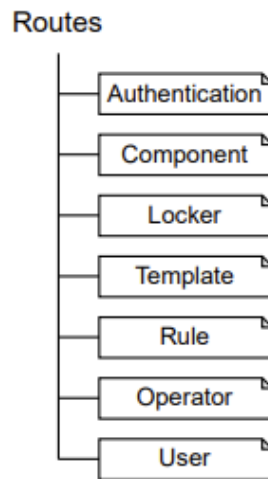 Routes
Authentication
Component
Locker
Template
Rule
Operator
User